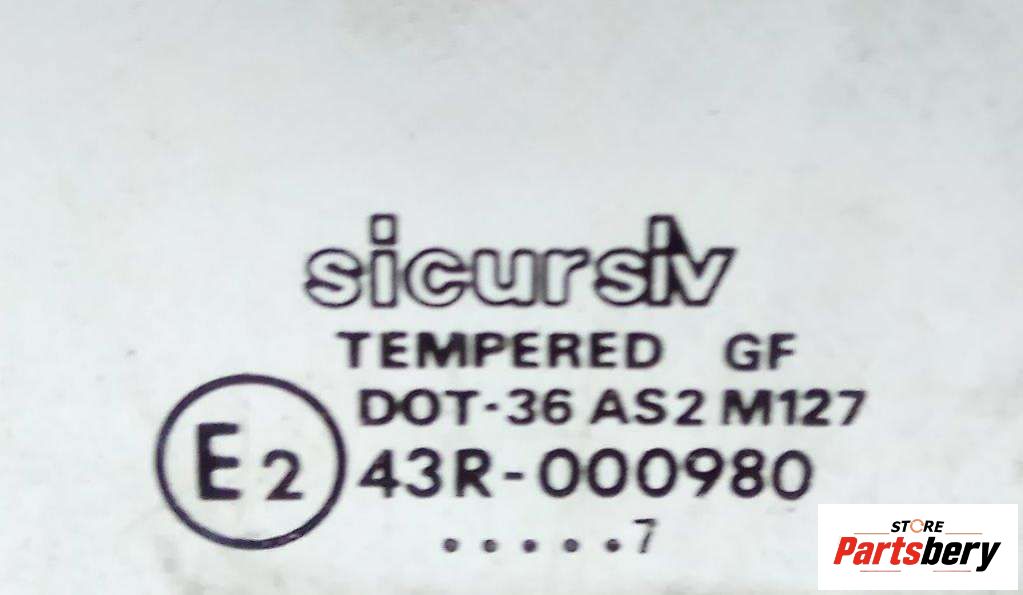 sicursiv
TEMPERED GF
DOT-36 AS2 M127
E2 43R-000980
.....7
STORE
Partsbery